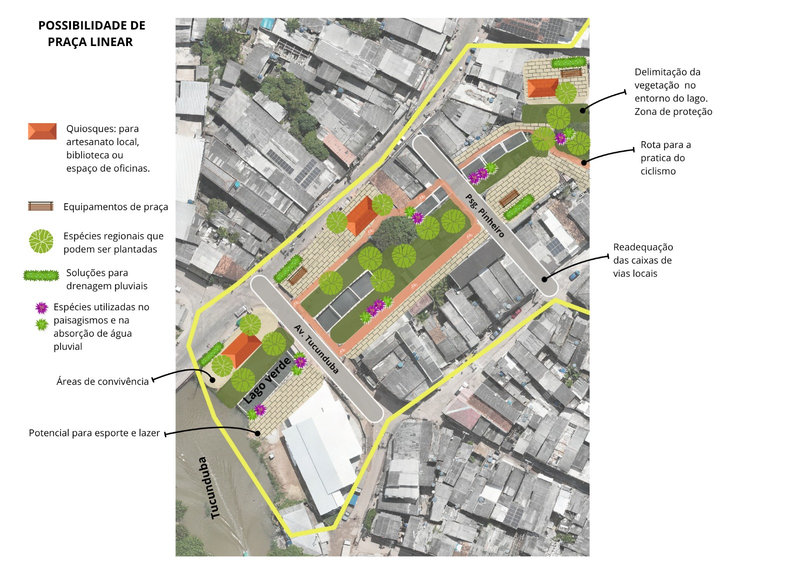 POSSIBILIDADE DE
PRAÇA LINEAR
Quiosques: para
artesanato local,
biblioteca ou
espaço de oficinas.
Equipamentos de praça
Espécies regionais que
podem ser plantadas
Soluções para
drenagem pluviais
Espécies utilizadas no
paisagismos e na
absorção de água
pluvial
Áreas de convivência
Potencial para esporte e lazer
Delimitação da
vegetação no
entorno do lago.
Zona de proteção
Rota para a
pratica do
ciclismo
Readequação
das caixas de
vias locais
Psg. Pinheiro
Av. Tucunduba
Lago verde
Tucunduba